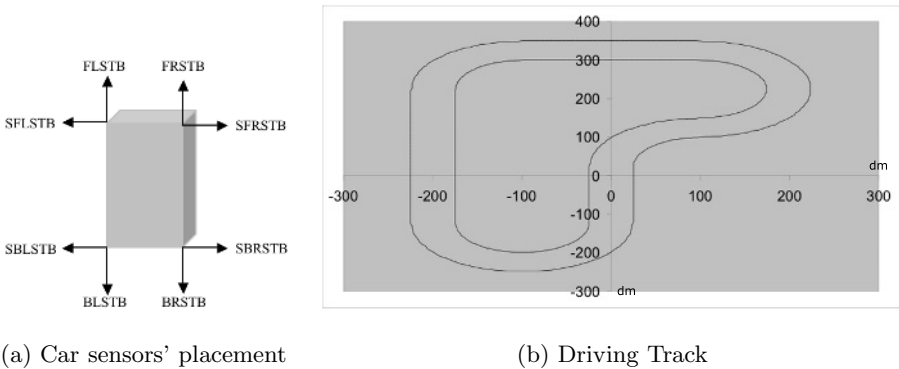 FLSTB FRSTB
SFLSTB SFRSTB
SBLSTB SBRSTB
BLSTB BRSTB
400
300
200
100
0
-100
-200
-300
-300 -200 -100 0 100 200 300
dm
dm
(a) Car sensors’ placement
(b) Driving Track